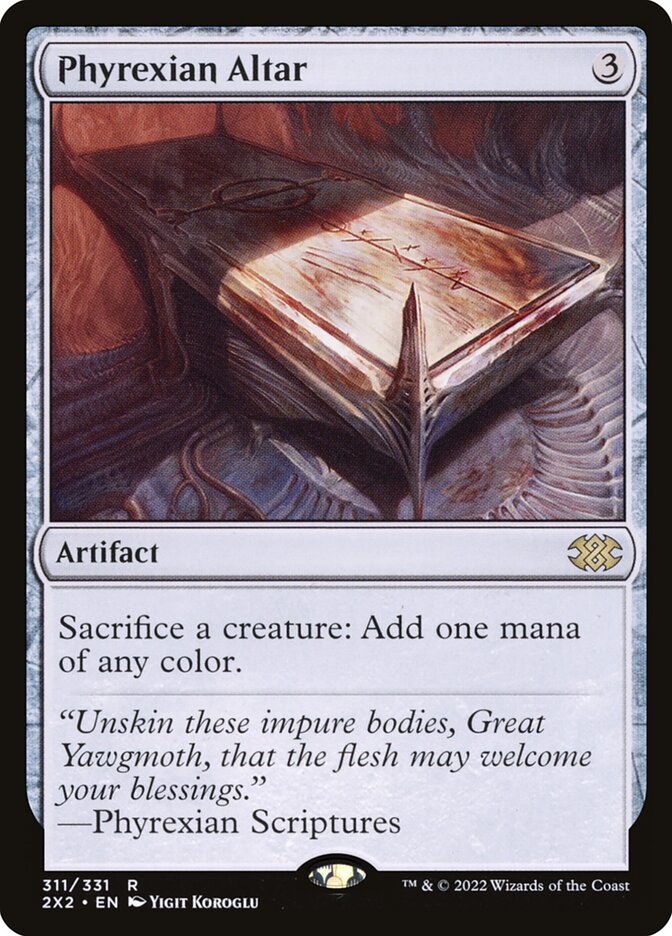 Phyrexian Altar 3
Artifact
Sacrifice a creature: Add one mana
of any color.
“Unskin these impure bodies, Great
Yawgmoth, that the flesh may welcome
your blessings.”
—Phyrexian Scriptures
311/331 R
™ & © 2022 Wizards of the Coast
2X2 • EN Yigit Koroglu